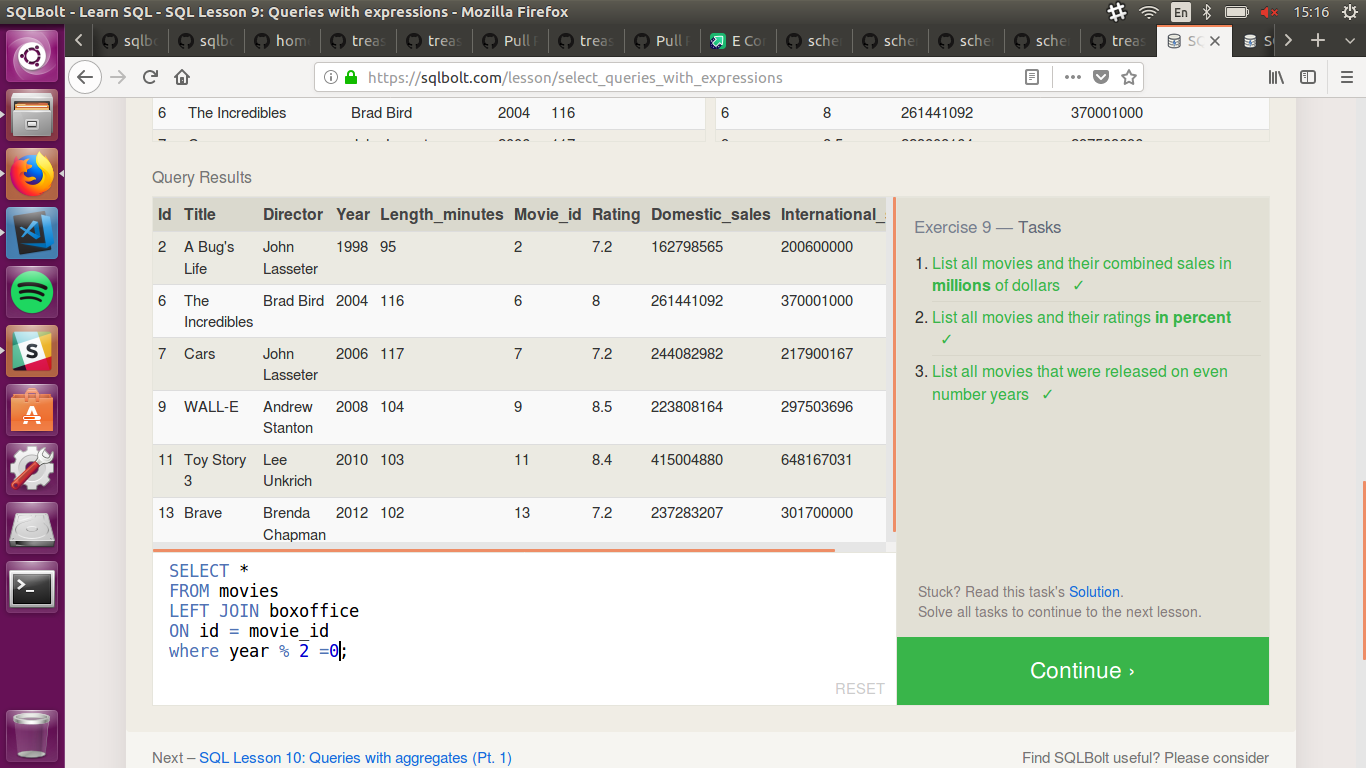 SQLBolt - Learn SQL - SQL Lesson 9: Queries with expressions - Mozilla Firefox
En 15:16
sqlb sqlb hom treas treas Pull treas Pull E Co sche sche sche sche treas SC S
https://sqlbolt.com/lesson/select_queries_with_expressions
6 The Incredibles Brad Bird 2004 116 6 8 261441092 370001000
Query Results
Id Title Director Year Length_minutes Movie_id Rating Domestic_sales International_
2 A Bug's Life John Lasseter 1998 95 2 7.2 162798565 200600000
6 The Incredibles Brad Bird 2004 116 6 8 261441092 370001000
7 Cars John Lasseter 2006 117 7 7.2 244082982 217900167
9 WALL-E Andrew Stanton 2008 104 9 8.5 223808164 297503696
11 Toy Story 3 Lee Unkrich 2010 103 11 8.4 415004880 648167031
13 Brave Brenda Chapman 2012 102 13 7.2 237283207 301700000
SELECT *
FROM movies
LEFT JOIN boxoffice
ON id = movie_id
where year % 2 =0;
RESET
Exercise 9 — Tasks
1. List all movies and their combined sales in
millions of dollars ✓
2. List all movies and their ratings in percent
✓
3. List all movies that were released on even
number years ✓
Stuck? Read this task's Solution.
Solve all tasks to continue to the next lesson.
Continue ›
Next – SQL Lesson 10: Queries with aggregates (Pt. 1)
Find SQLBolt useful? Please consider